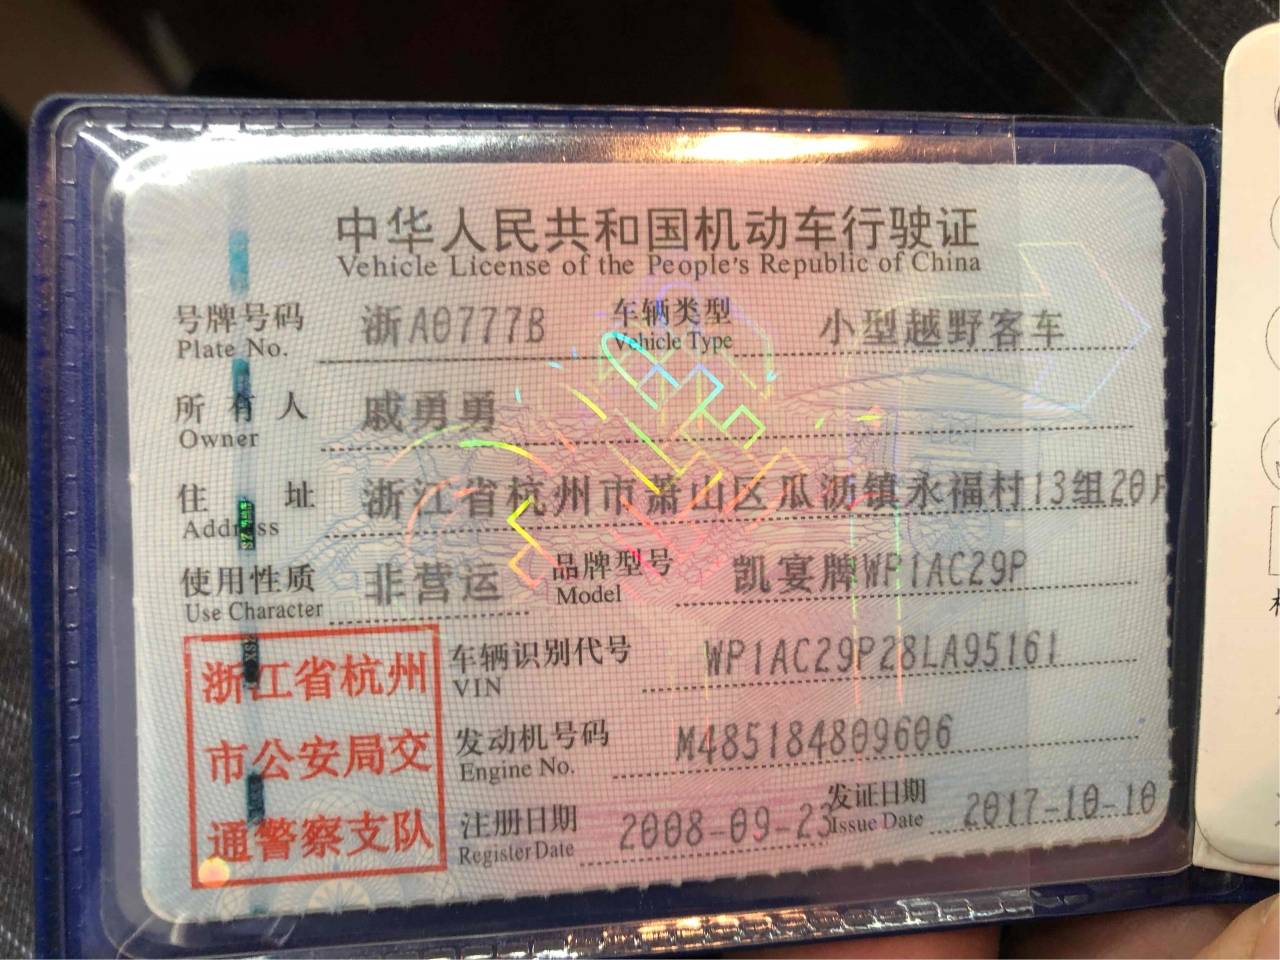 中华人民共和国机动车行驶证
Vehicle License of the People's Republic of China
号牌号码 浙A0777B 车辆类型 小型越野客车
Plate No. Vehicle Type
所有人 戚勇勇
Owner
住址 浙江省杭州市萧山区瓜沥镇永福村13组20户
Address
使用性质 非营运 品牌型号 凯宴牌WP1AC29P
Use Character Model
浙江省杭州
市公安局交
通警察支队
车辆识别代号 WP1AC29P28LA95161
VIN
发动机号码 M485184809606
Engine No.
注册日期 2008-09-23 发证日期 2017-10-10
Register Date Issue Date